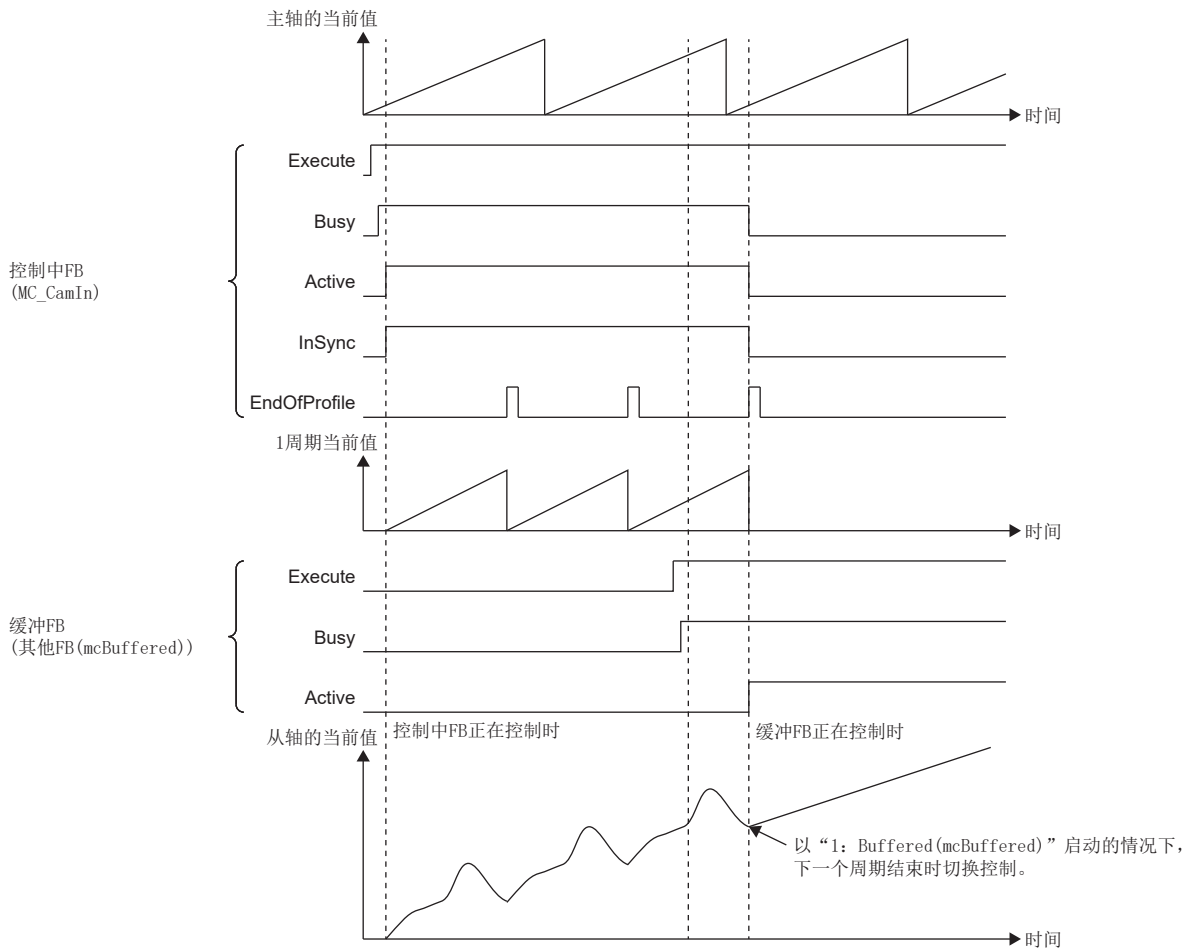 主轴的当前值
时间
控制中FB
(MC_CamIn)
Execute
Busy
Active
InSync
EndOfProfile
1周期当前值
时间
缓冲FB
(其他FB(mcBuffered))
Execute
Busy
Active
控制中FB正在控制时
缓冲FB正在控制时
从轴的当前值
以“1：Buffered(mcBuffered)”启动的情况下，
下一个周期结束时切换控制。
时间